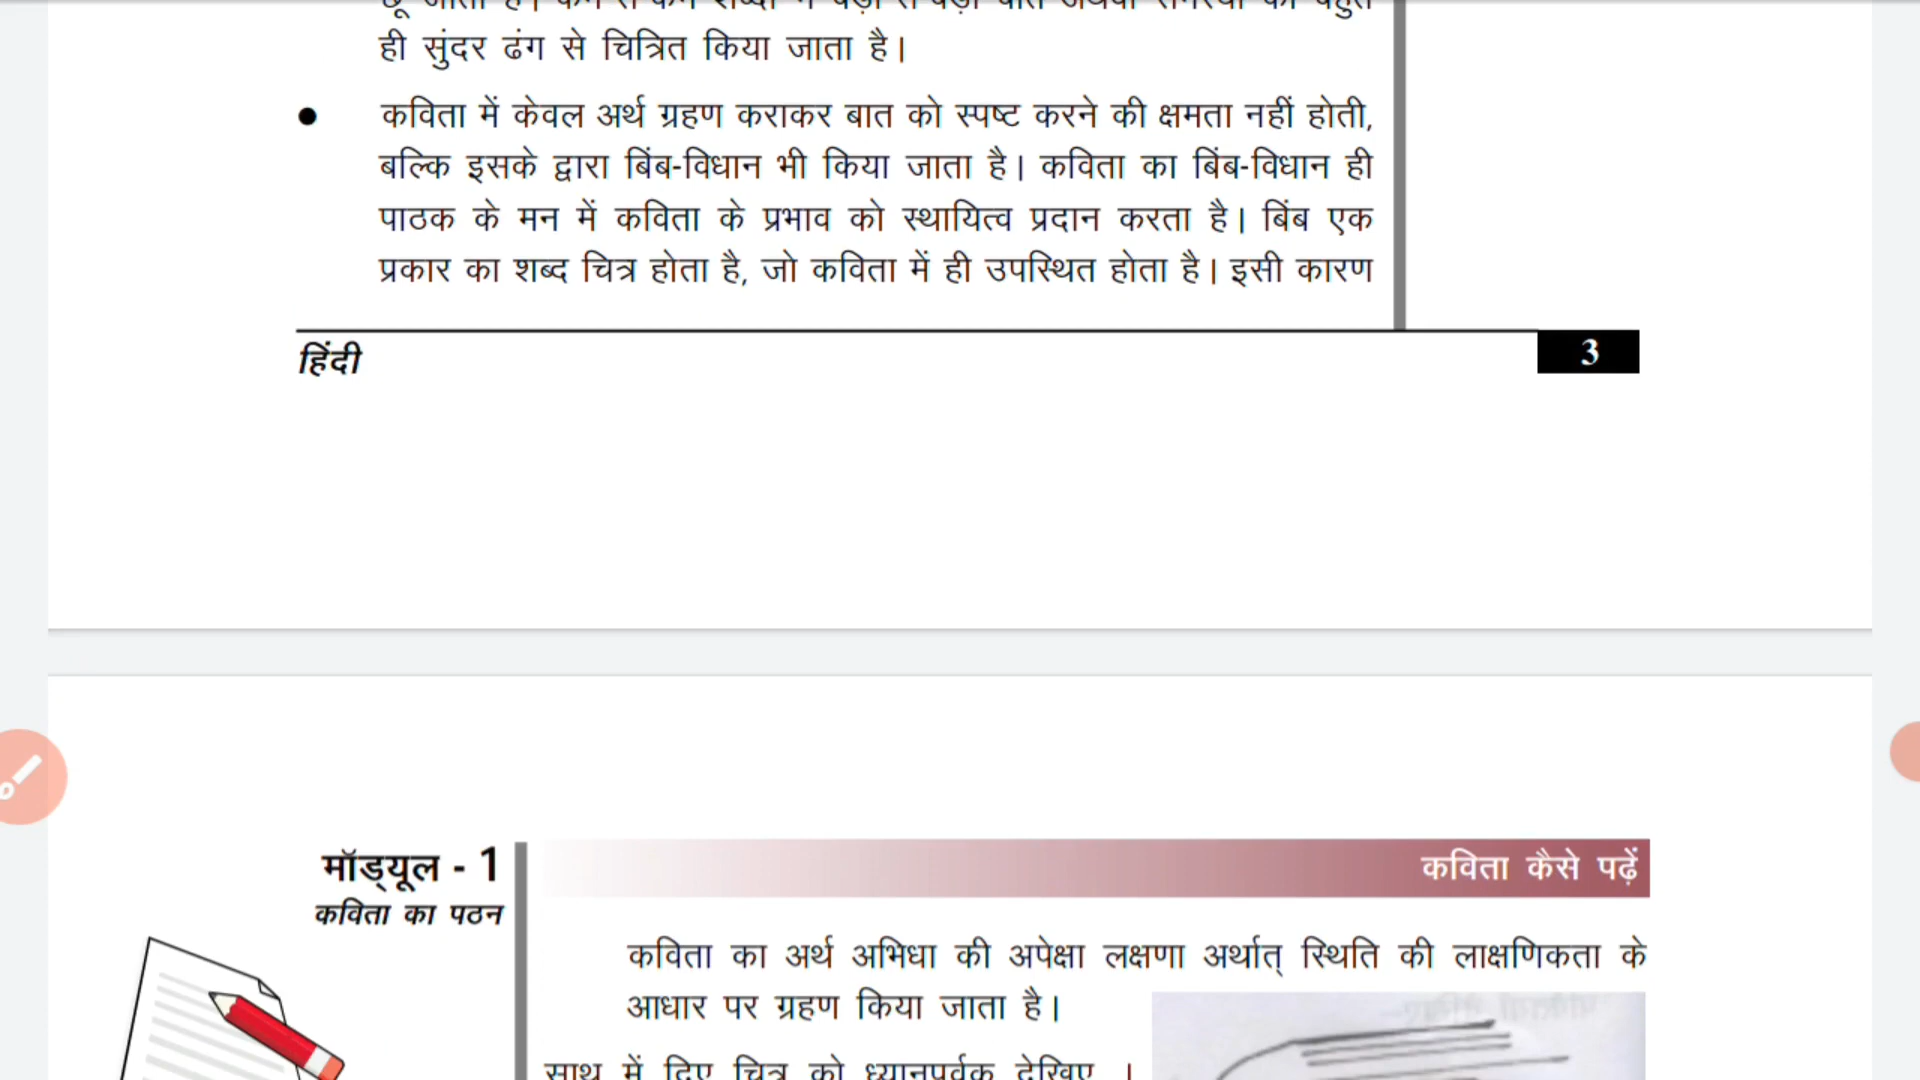 ही सुंदर ढंग से चित्रित किया जाता है।
● कविता में केवल अर्थ ग्रहण कराकर बात को स्पष्ट करने की क्षमता नहीं होती,
बल्कि इसके द्वारा बिंब-विधान भी किया जाता है। कविता का बिंब-विधान ही
पाठक के मन में कविता के प्रभाव को स्थायित्व प्रदान करता है। बिंब एक
प्रकार का शब्द चित्र होता है, जो कविता में ही उपस्थित होता है। इसी कारण
हिंदी
3
मॉड्यूल - 1
कविता का पठन
कविता कैसे पढ़ें
कविता का अर्थ अभिधा की अपेक्षा लक्षणा अर्थात् स्थिति की लाक्षणिकता के
आधार पर ग्रहण किया जाता है।
साथ में दिए चित्र को ध्यानपूर्वक देखिए ।